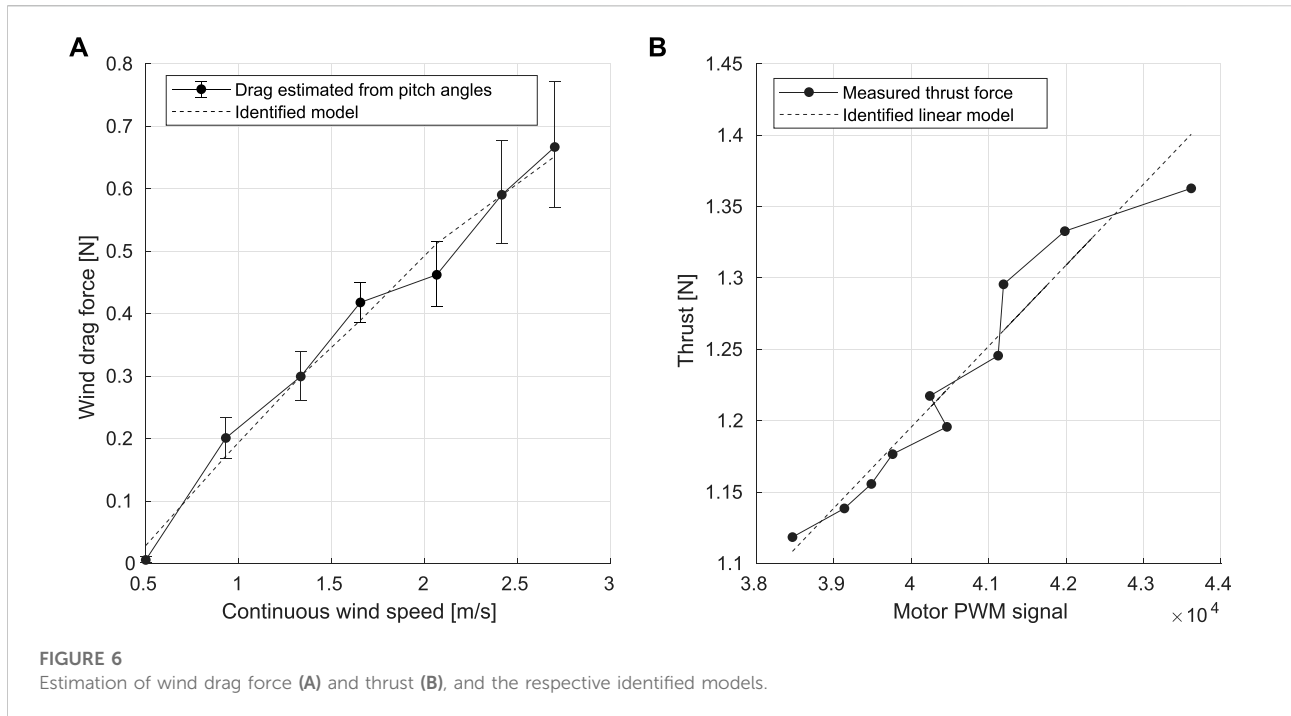 A
0.8
0.7
0.6
0.5
0.4
0.3
0.2
0.1
0
Wind drag force [N]
Drag estimated from pitch angles
Identified model
0.5
1
1.5
2
2.5
3
Continuous wind speed [m/s]
B
1.45
1.4
1.35
1.3
1.25
1.2
1.15
1.1
Thrust [N]
Measured thrust force
Identified linear model
3.8
3.9
4
4.1
4.2
4.3
4.4
Motor PWM signal
×10⁴
FIGURE 6
Estimation of wind drag force (A) and thrust (B), and the respective identified models.